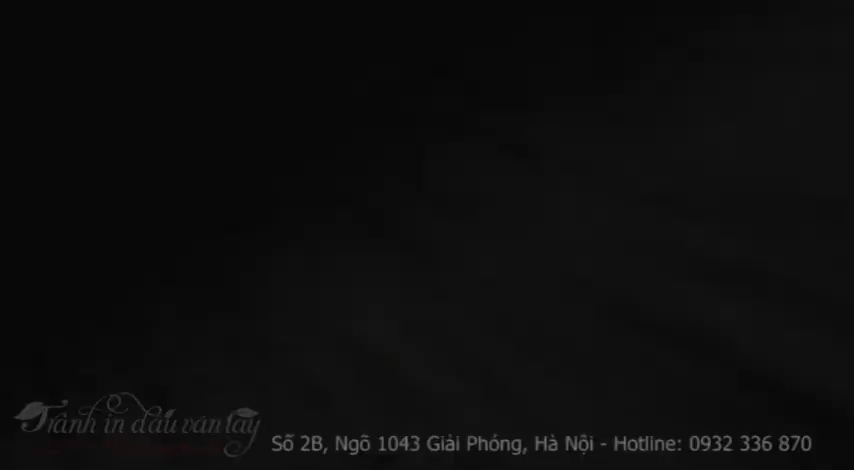 Tranh in dấu vân tay
Số 2B, Ngõ 1043 Giải Phóng, Hà Nội - Hotline: 0932 336 870